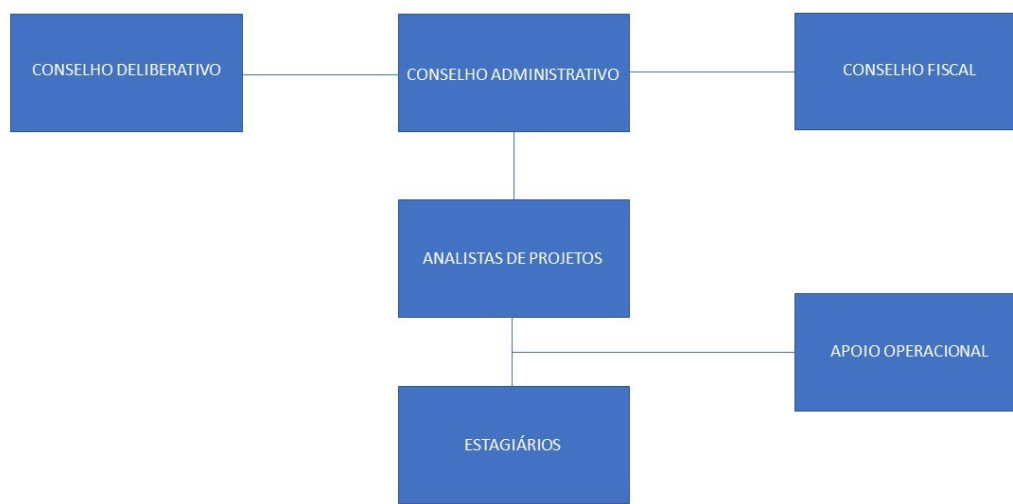 CONSELHO DELIBERATIVO
CONSELHO ADMINISTRATIVO
CONSELHO FISCAL
ANALISTAS DE PROJETOS
APOIO OPERACIONAL
ESTAGIÁRIOS